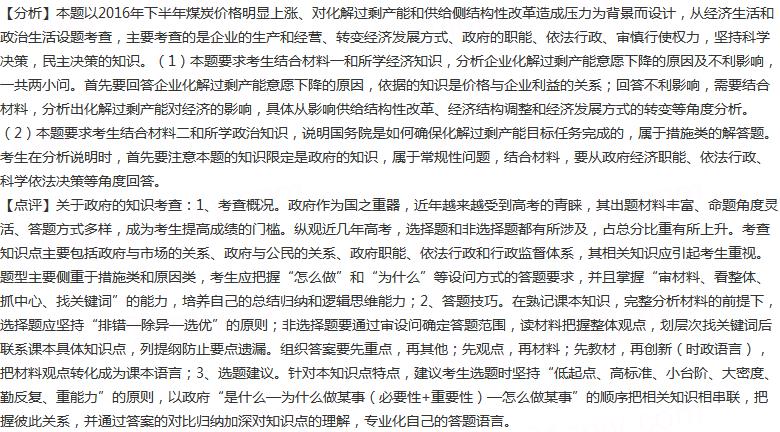 【分析】本题以2016年下半年煤炭价格明显上涨、对化解过剩产能和供给侧结构性改革造成压力为背景而设计，从经济生活和
政治生活设题考查，主要考查的是企业的生产和经营、转变经济发展方式、政府的职能、依法行政、审慎行使权力，坚持科学
决策，民主决策的知识。（1）本题要求考生结合材料一和所学经济知识，分析企业化解过剩产能意愿下降的原因及不利影响，
一共两小问。首先要回答企业化解过剩产能意愿下降的原因，依据的知识是价格与企业利益的关系；回答不利影响，需要结合
材料，分析出化解过剩产能对经济的影响，具体从影响供给结构性改革、经济结构调整和经济发展方式的转变等角度分析。
（2）本题要求考生结合材料二和所学政治知识，说明国务院是如何确保化解过剩产能目标任务完成的，属于措施类的解答题。
考生在分析说明时，首先要注意本题的知识限定是政府的知识，属于常规性问题，结合材料，要从政府经济职能、依法行政、
科学依法决策等角度回答。
【点评】关于政府的知识考查：1、考查概况。政府作为国之重器，近年越来越受到高考的青睐，其出题材料丰富、命题角度灵
活、答题方式多样，成为考生提高成绩的门槛。纵观近几年高考，选择题和非选择题都有所涉及，占总分比重有所上升。考查
知识点主要包括政府与市场的关系、政府与公民的关系、政府职能、依法行政和行政监督体系，其相关知识应引起考生重视。
题型主要侧重于措施类和原因类，考生应把握“怎么做”和“为什么”等设问方式的答题要求，并且掌握“审材料、看整体、
抓中心、找关键词”的能力，培养自己的总结归纳和逻辑思维能力；2、答题技巧。在熟记课本知识，完整分析材料的前提下，
选择题应坚持“排错—除异—选优”的原则；非选择题要通过审设问确定答题范围，读材料把握整体观点，划层次找关键词后
联系课本具体知识点，列提纲防止要点遗漏。组织答案要先重点，再其他；先观点，再材料；先教材，再创新（时政语言），
把材料观点转化成为课本语言；3、选题建议。针对本知识点特点，建议考生选题时坚持“低起点、高标准、小台阶、大密度、
勤反复、重能力”的原则，以政府“是什么—为什么做某事（必要性+重要性）—怎么做某事”的顺序把相关知识相串联，把
握彼此关系，并通过答案的对比归纳加深对知识点的理解，专业化自己的答题语言。